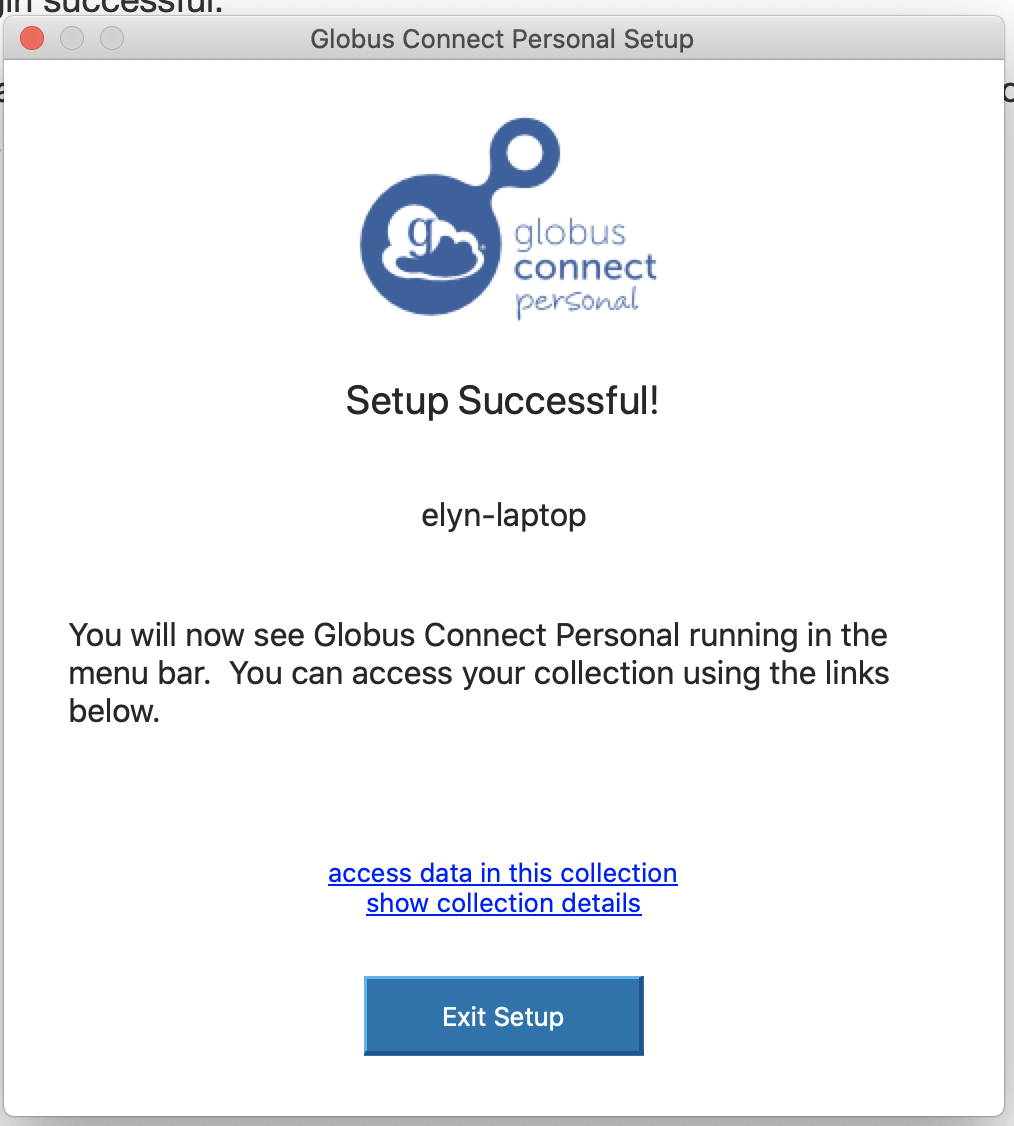 successful.
Globus Connect Personal Setup
g
globus
connect
personal
Setup Successful!
elyn-laptop
You will now see Globus Connect Personal running in the
menu bar.  You can access your collection using the links
below.
access data in this collection
show collection details
Exit Setup